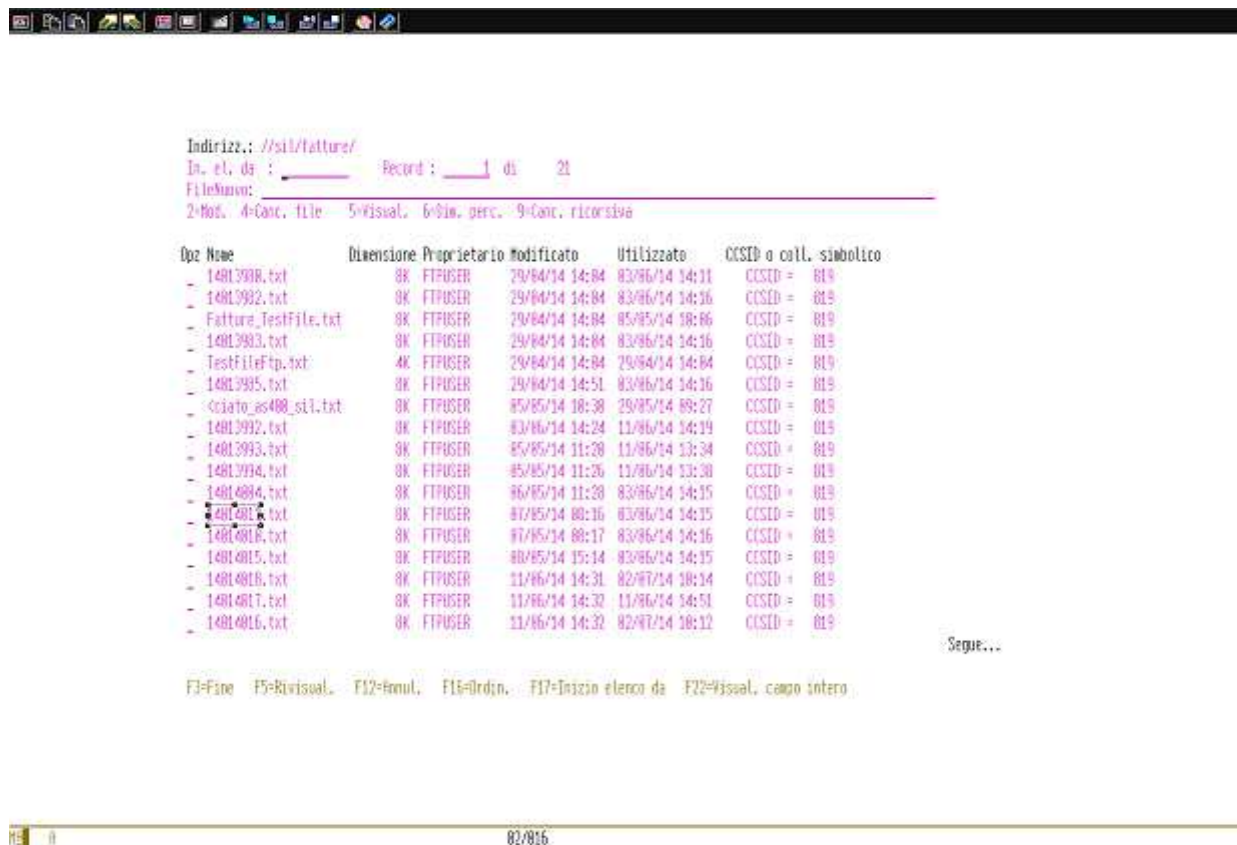 Indirizz.: //sil/fatture/
In. el. da : Record : 1 di 21
FileNuovo:
2=Mod. 4=Canc. file 5=Visual. 6=Dim. perc. 9=Canc. ricorsiva
Opz Nome Dimensione Proprietario Modificato Utilizzato CCSID o coll. simbolico
8K FTPUSER 29/04/14 14:04 03/06/14 14:11 CCSID = 819
14013982.txt 8K FTPUSER 29/04/14 14:04 03/06/14 14:16 CCSID = 819
Fatture_TestFile.txt 8K FTPUSER 29/04/14 14:04 05/05/14 10:06 CCSID = 819
14013983.txt 8K FTPUSER 29/04/14 14:04 03/06/14 14:16 CCSID = 819
TestFileFtp.txt 4K FTPUSER 29/04/14 14:04 29/04/14 14:04 CCSID = 819
14013985.txt 8K FTPUSER 29/04/14 14:51 03/06/14 14:16 CCSID = 819
<ciato_as400_sil.txt 8K FTPUSER 05/05/14 10:30 29/05/14 09:27 CCSID = 819
14013992.txt 8K FTPUSER 03/06/14 14:24 11/06/14 14:19 CCSID = 819
14013993.txt 8K FTPUSER 05/05/14 11:20 11/06/14 13:34 CCSID = 819
14013994.txt 8K FTPUSER 05/05/14 11:26 11/06/14 13:38 CCSID = 819
14014004.txt 8K FTPUSER 06/05/14 11:28 03/06/14 14:15 CCSID = 819
8K FTPUSER 07/05/14 08:16 03/06/14 14:15 CCSID = 819
14014010.txt 8K FTPUSER 07/05/14 08:17 03/06/14 14:16 CCSID = 819
14014015.txt 8K FTPUSER 08/05/14 15:14 03/06/14 14:15 CCSID = 819
14014018.txt 8K FTPUSER 11/06/14 14:31 02/07/14 10:14 CCSID = 819
14014017.txt 8K FTPUSER 11/06/14 14:32 11/06/14 14:51 CCSID = 819
14014016.txt 8K FTPUSER 11/06/14 14:32 02/07/14 10:12 CCSID = 819
Segue...
F3=Fine F5=Rivisual. F12=Annul. F16=Ordin. F17=Inizio elenco da F22=Visual. campo intero
02/016